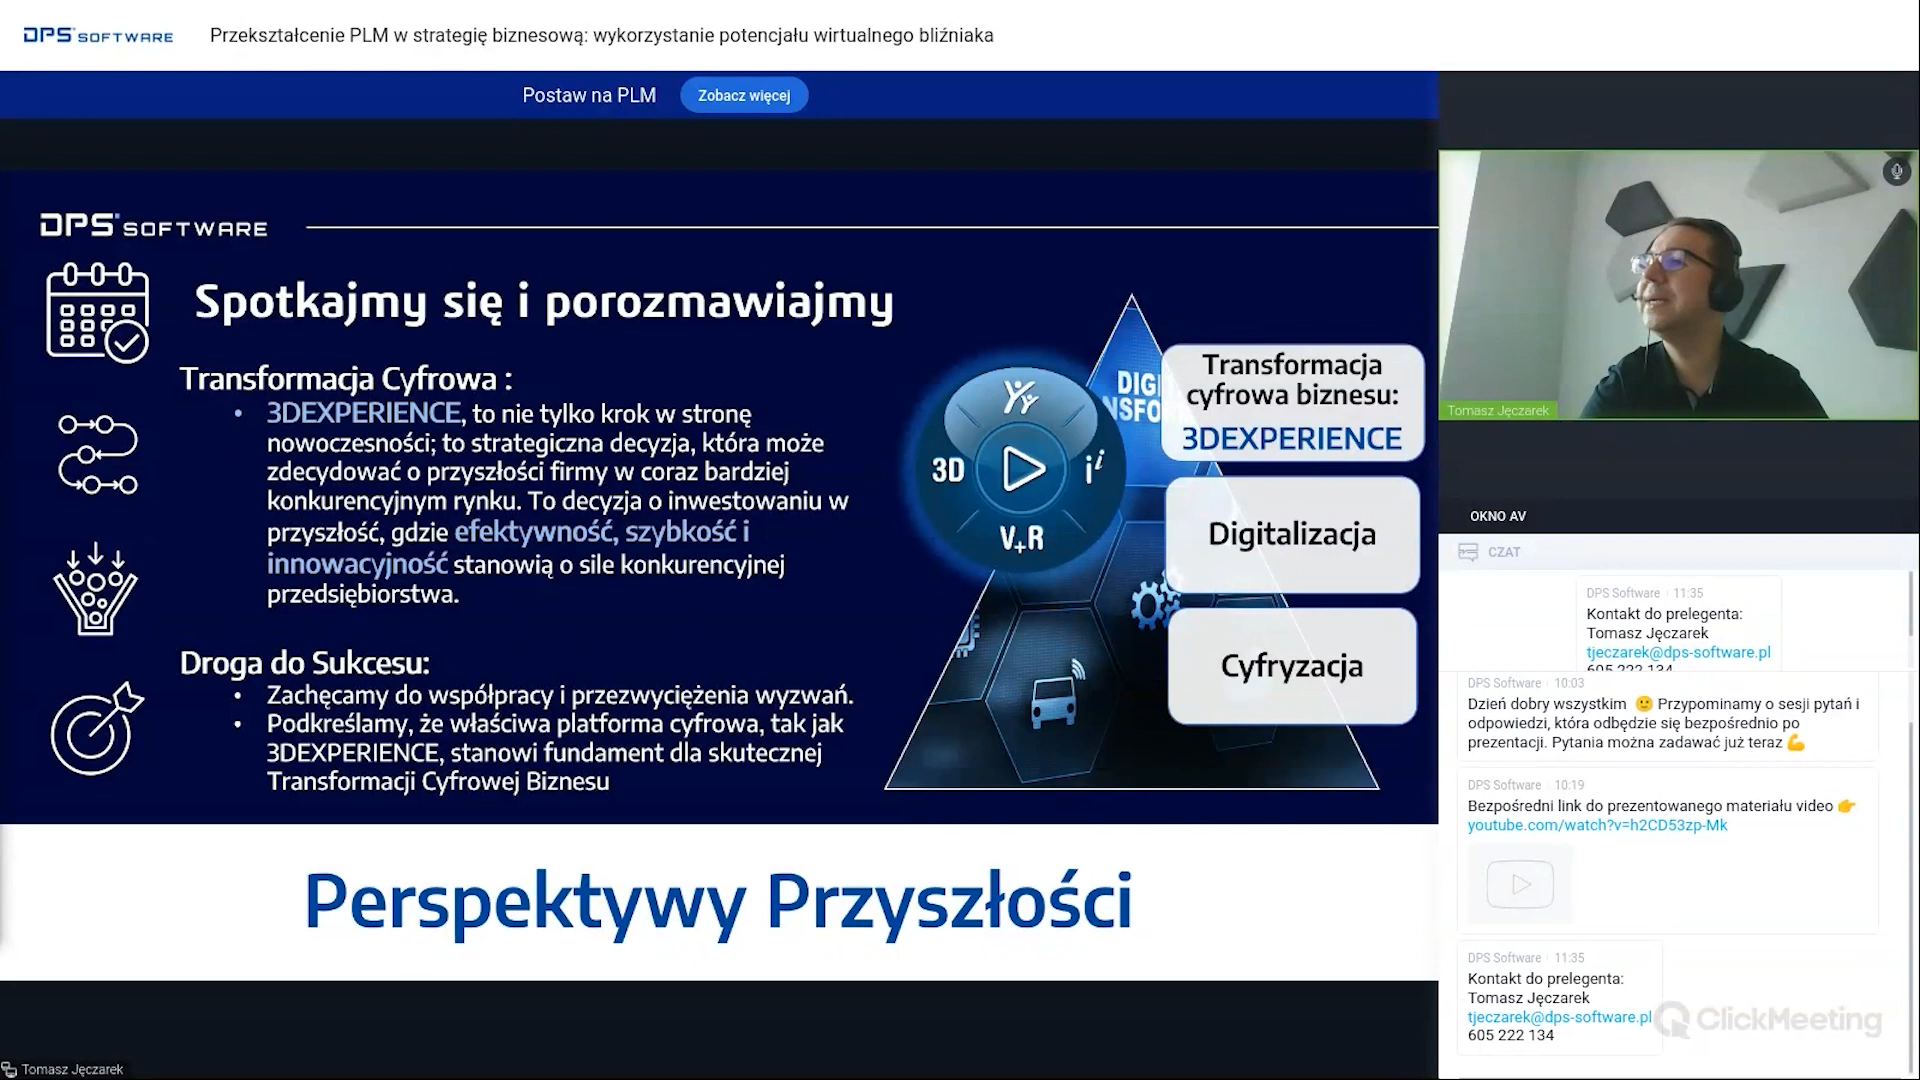 DPS SOFTWARE
Przekształcenie PLM w strategię biznesową: wykorzystanie potencjału wirtualnego bliźniaka
Postaw na PLM
Zobacz więcej
DPS SOFTWARE
Spotkajmy się i porozmawiajmy
Transformacja Cyfrowa :
• 3DEXPERIENCE, to nie tylko krok w stronę
nowoczesności; to strategiczna decyzja, która może
zdecydować o przyszłości firmy w coraz bardziej
konkurencyjnym rynku. To decyzja o inwestowaniu w
przyszłość, gdzie efektywność, szybkość i
innowacyjność stanowią o sile konkurencyjnej
przedsiębiorstwa.
Droga do Sukcesu:
• Zachęcamy do współpracy i przezwyciężenia wyzwań.
• Podkreślamy, że właściwa platforma cyfrowa, tak jak
3DEXPERIENCE, stanowi fundament dla skutecznej
Transformacji Cyfrowej Biznesu
3D
V+R
Transformacja
cyfrowa biznesu:
3DEXPERIENCE
Digitalizacja
Cyfryzacja
Perspektywy Przyszłości
Tomasz Jęczarek
Tomasz Jęczarek
OKNO AV
CZAT
DPS Software 11:35
Kontakt do prelegenta:
Tomasz Jęczarek
tjeczarek@dps-software.pl
605 222 134
DPS Software 10:03
Dzień dobry wszystkim 🙂 Przypominamy o sesji pytań i
odpowiedzi, która odbędzie się bezpośrednio po
prezentacji. Pytania można zadawać już teraz 💪
DPS Software 10:19
Bezpośredni link do prezentowanego materiału video 👉
youtube.com/watch?v=h2CD53zp-Mk
DPS Software 11:35
Kontakt do prelegenta:
Tomasz Jęczarek
tjeczarek@dps-software.pl
605 222 134
ClickMeeting